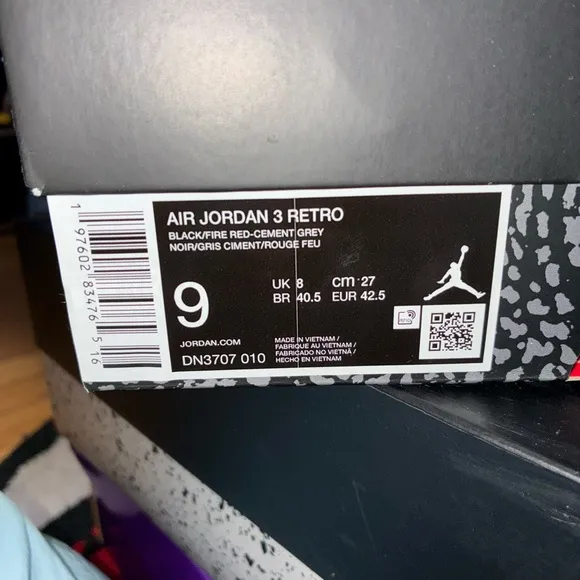 AIR JORDAN 3 RETRO
BLACK/FIRE RED-CEMENT GREY
NOIR/GRIS CIMENT/ROUGE FEU
9
UK 8 cm 27
BR 40.5 EUR 42.5
JORDAN.COM
DN3707 010
MADE IN VIETNAM /
FABRIQUE AU VIETNAM /
FABRICADO NO VIETNÃ /
HECHO EN VIETNAM
1 97602 83476 5 16